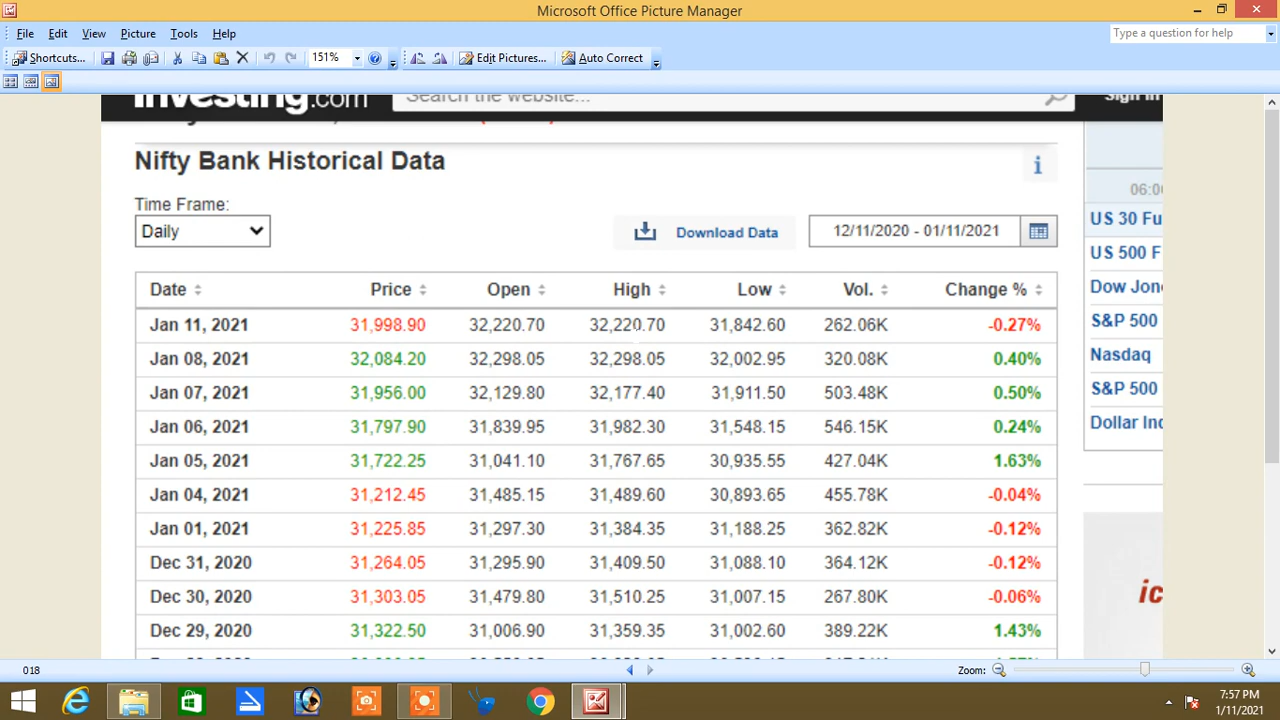 Microsoft Office Picture Manager
File Edit View Picture Tools Help
Type a question for help
Shortcuts... 151% Edit Pictures... Auto Correct
Investing.com Search the website... Sign In
Nifty Bank Historical Data
Time Frame:
Daily Download Data 12/11/2020 - 01/11/2021
Date Price Open High Low Vol. Change %
Jan 11, 2021 31,998.90 32,220.70 32,220.70 31,842.60 262.06K -0.27%
Jan 08, 2021 32,084.20 32,298.05 32,298.05 32,002.95 320.08K 0.40%
Jan 07, 2021 31,956.00 32,129.80 32,177.40 31,911.50 503.48K 0.50%
Jan 06, 2021 31,797.90 31,839.95 31,982.30 31,548.15 546.15K 0.24%
Jan 05, 2021 31,722.25 31,041.10 31,767.65 30,935.55 427.04K 1.63%
Jan 04, 2021 31,212.45 31,485.15 31,489.60 30,893.65 455.78K -0.04%
Jan 01, 2021 31,225.85 31,297.30 31,384.35 31,188.25 362.82K -0.12%
Dec 31, 2020 31,264.05 31,295.90 31,409.50 31,088.10 364.12K -0.12%
Dec 30, 2020 31,303.05 31,479.80 31,510.25 31,007.15 267.80K -0.06%
Dec 29, 2020 31,322.50 31,006.90 31,359.35 31,002.60 389.22K 1.43%
06:0
US 30 Fu
US 500 F
Dow Jon
S&P 500
Nasdaq
S&P 500
Dollar Ind
ic
018 Zoom:
7:57 PM
1/11/2021